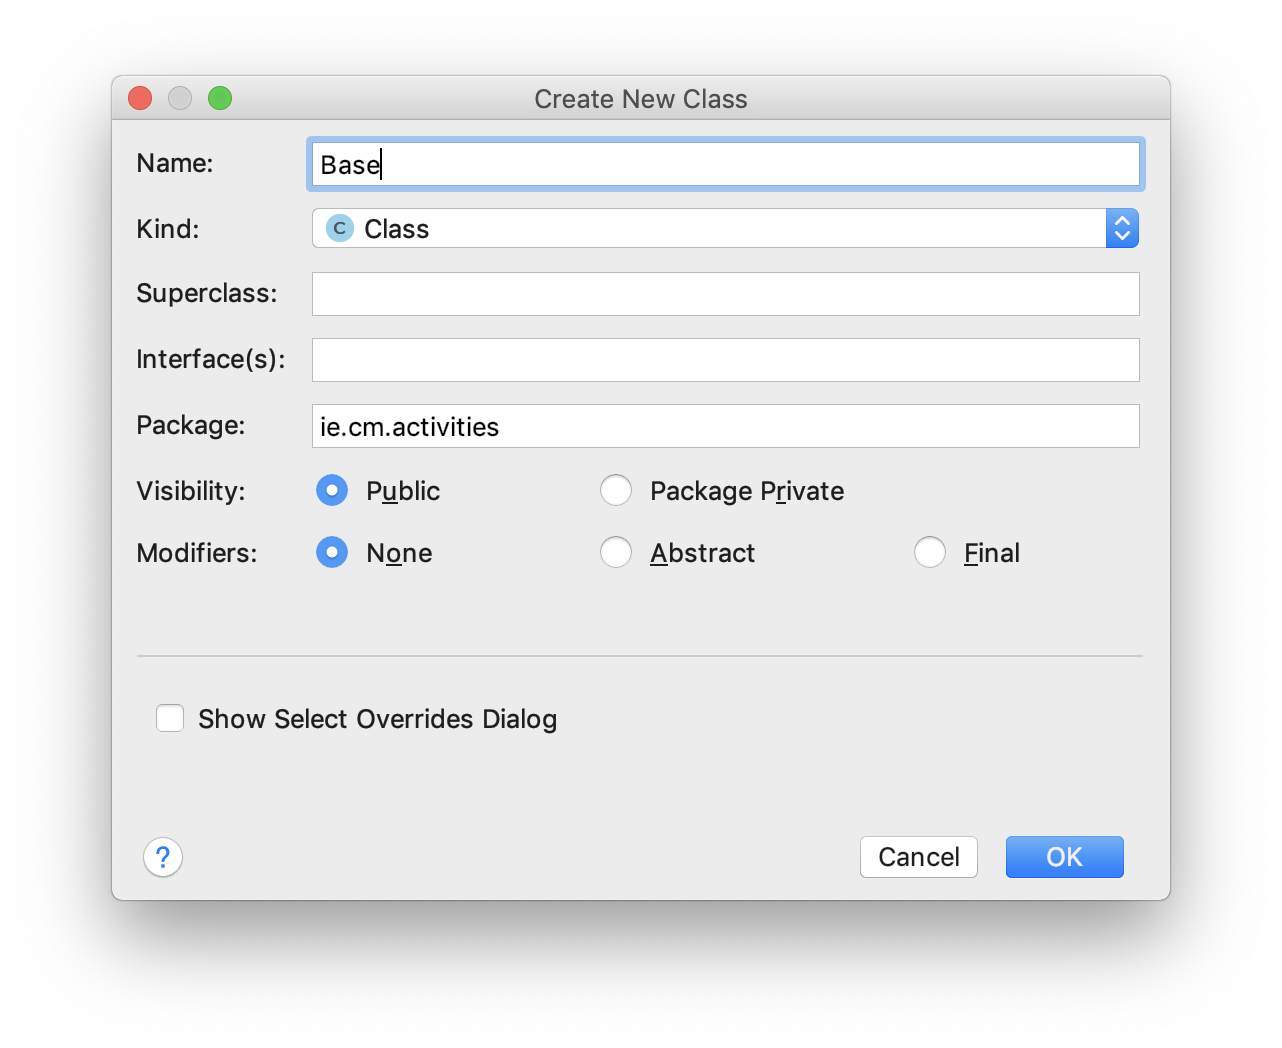 Create New Class
Name: Base
Kind: C Class
Superclass:
Interface(s):
Package: ie.cm.activities
Visibility: Public Package Private
Modifiers: None Abstract Final
Show Select Overrides Dialog
? Cancel OK